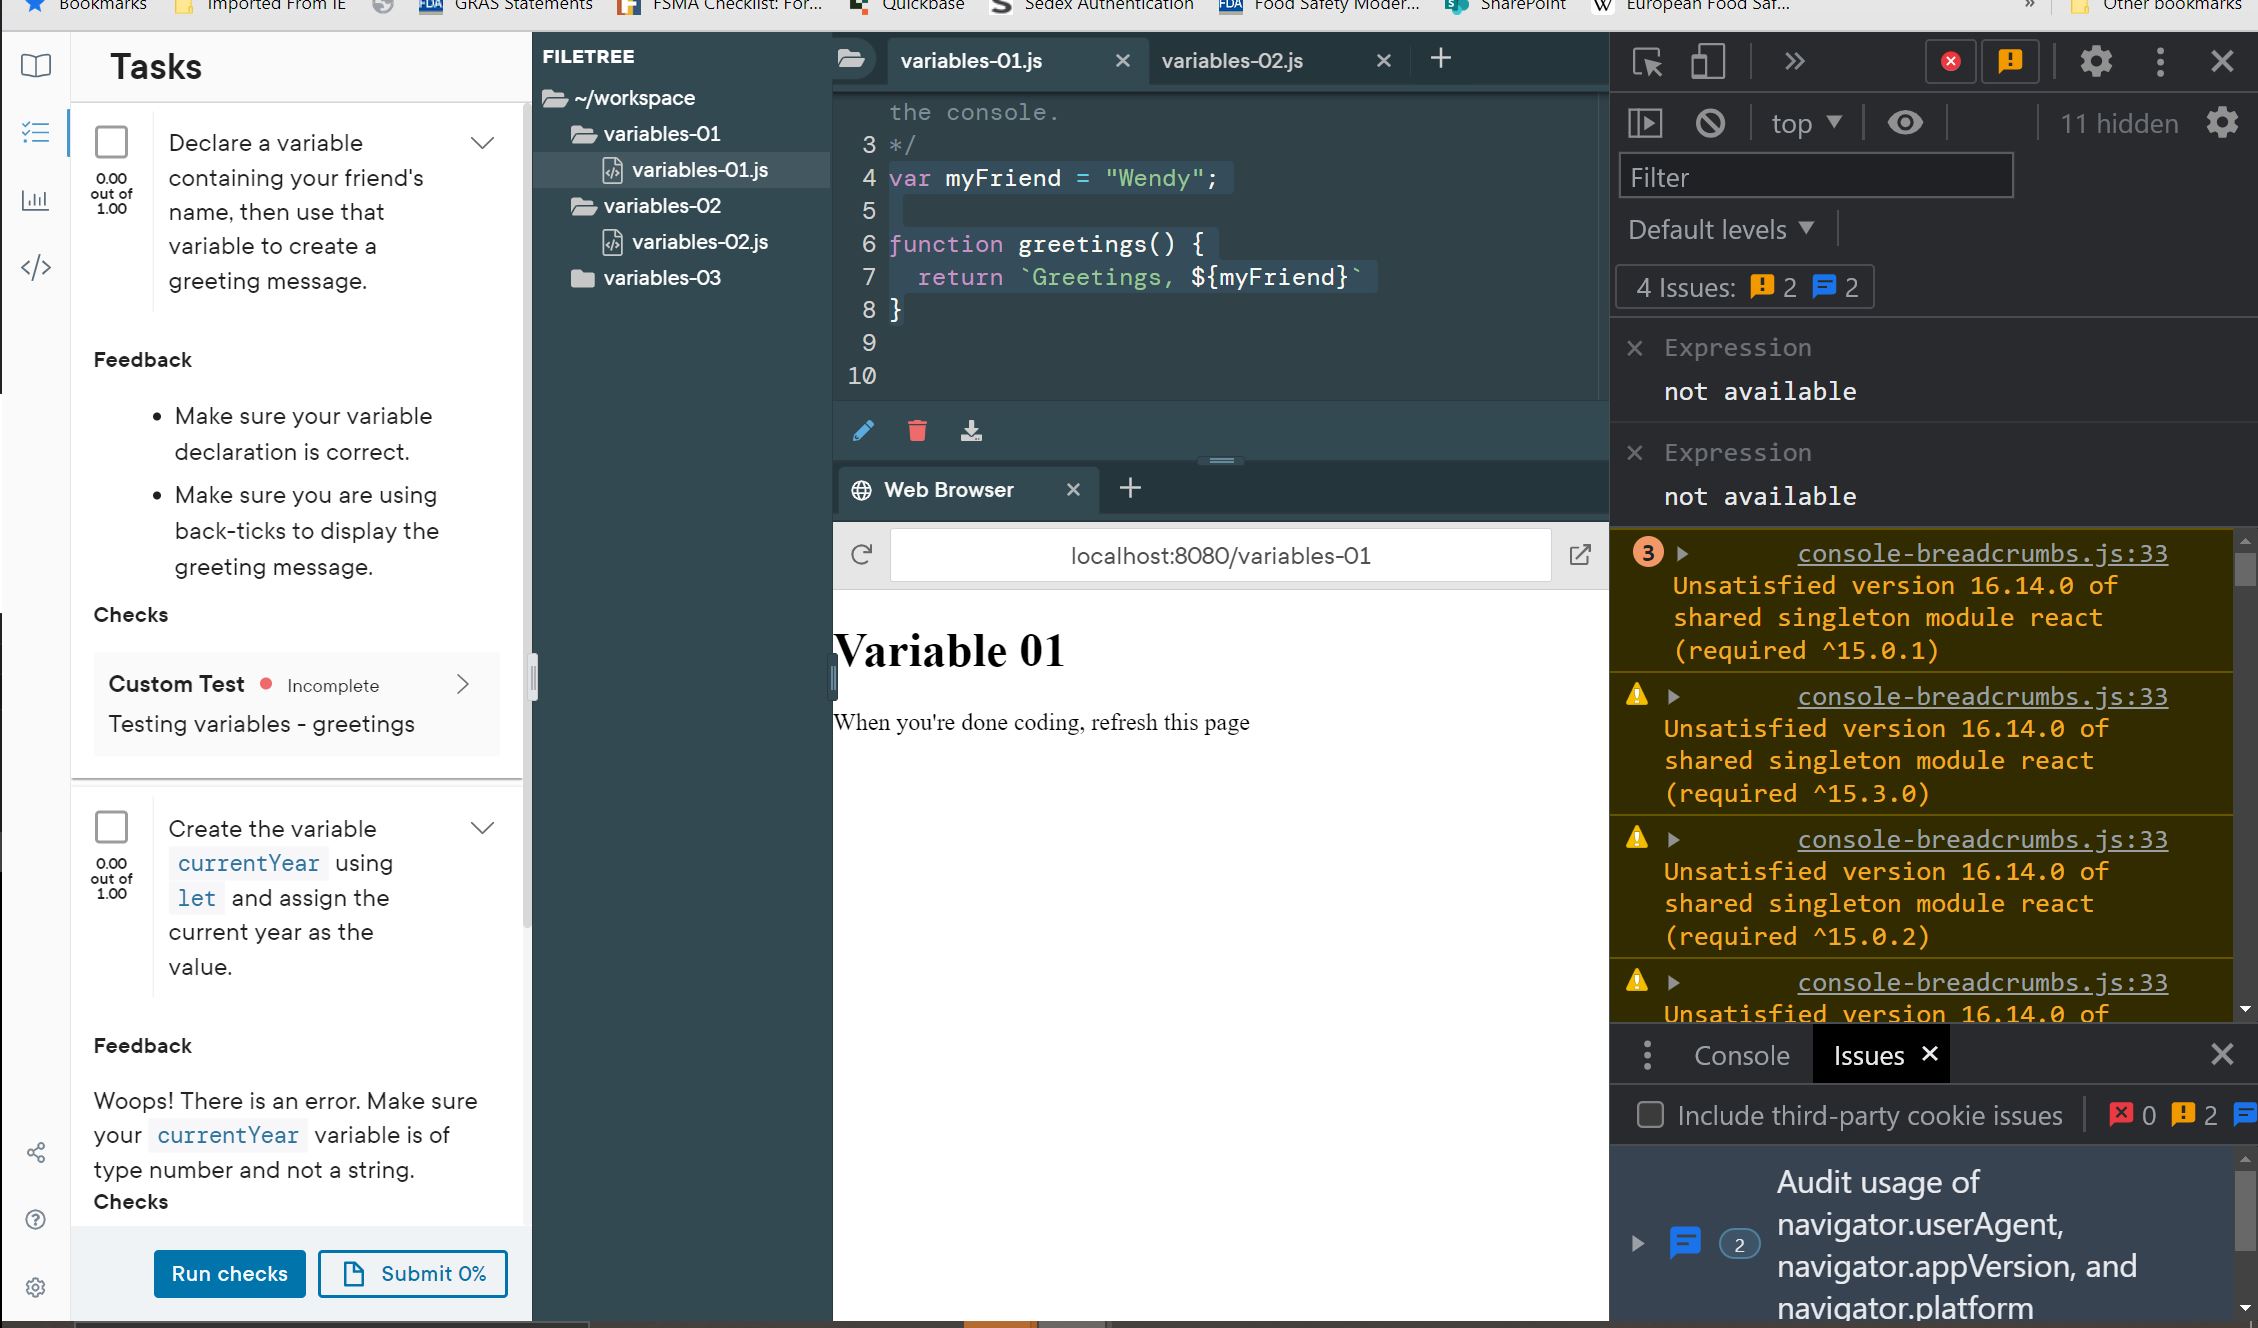 Bookmarks
Imported From IE
FDA GRAS Statements
FSMA Checklist: For...
Quickbase
Sedex Authentication
FDA Food Safety Moder...
SharePoint
European Food Saf...
»
Other bookmarks
Tasks
0.00
out of
1.00
Declare a variable
containing your friend's
name, then use that
variable to create a
greeting message.
Feedback
• Make sure your variable
declaration is correct.
• Make sure you are using
back-ticks to display the
greeting message.
Checks
Custom Test Incomplete
Testing variables - greetings
0.00
out of
1.00
Create the variable
currentYear using
let and assign the
current year as the
value.
Feedback
Woops! There is an error. Make sure
your currentYear variable is of
type number and not a string.
Checks
Run checks
Submit 0%
FILETREE
~/workspace
variables-01
variables-01.js
variables-02
variables-02.js
variables-03
variables-01.js
variables-02.js
the console.
3 */
4 var myFriend = "Wendy";
5
6 function greetings() {
7 return `Greetings, ${myFriend}`
8 }
9
10
Web Browser
localhost:8080/variables-01
Variable 01
When you're done coding, refresh this page
top
11 hidden
Filter
Default levels
4 Issues: 2 2
Expression
not available
Expression
not available
3 console-breadcrumbs.js:33
Unsatisfied version 16.14.0 of
shared singleton module react
(required ^15.0.1)
console-breadcrumbs.js:33
Unsatisfied version 16.14.0 of
shared singleton module react
(required ^15.3.0)
console-breadcrumbs.js:33
Unsatisfied version 16.14.0 of
shared singleton module react
(required ^15.0.2)
console-breadcrumbs.js:33
Unsatisfied version 16.14.0 of
Console
Issues
Include third-party cookie issues
0 2
2
Audit usage of
navigator.userAgent,
navigator.appVersion, and
navigator.platform